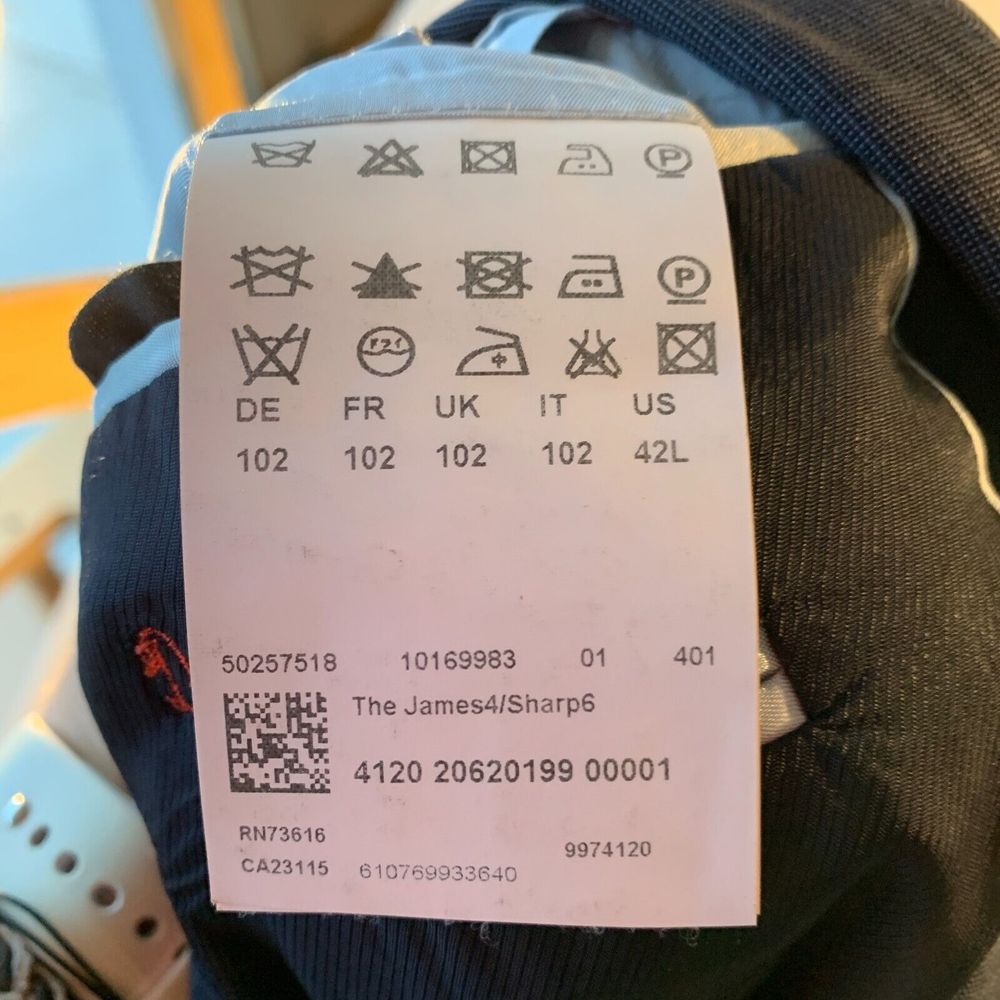 P
P
DE FR UK IT US
102 102 102 102 42L
50257518 10169983 01 401
The James4/Sharp6
4120 20620199 00001
RN73616
9974120
CA23115 610769933640